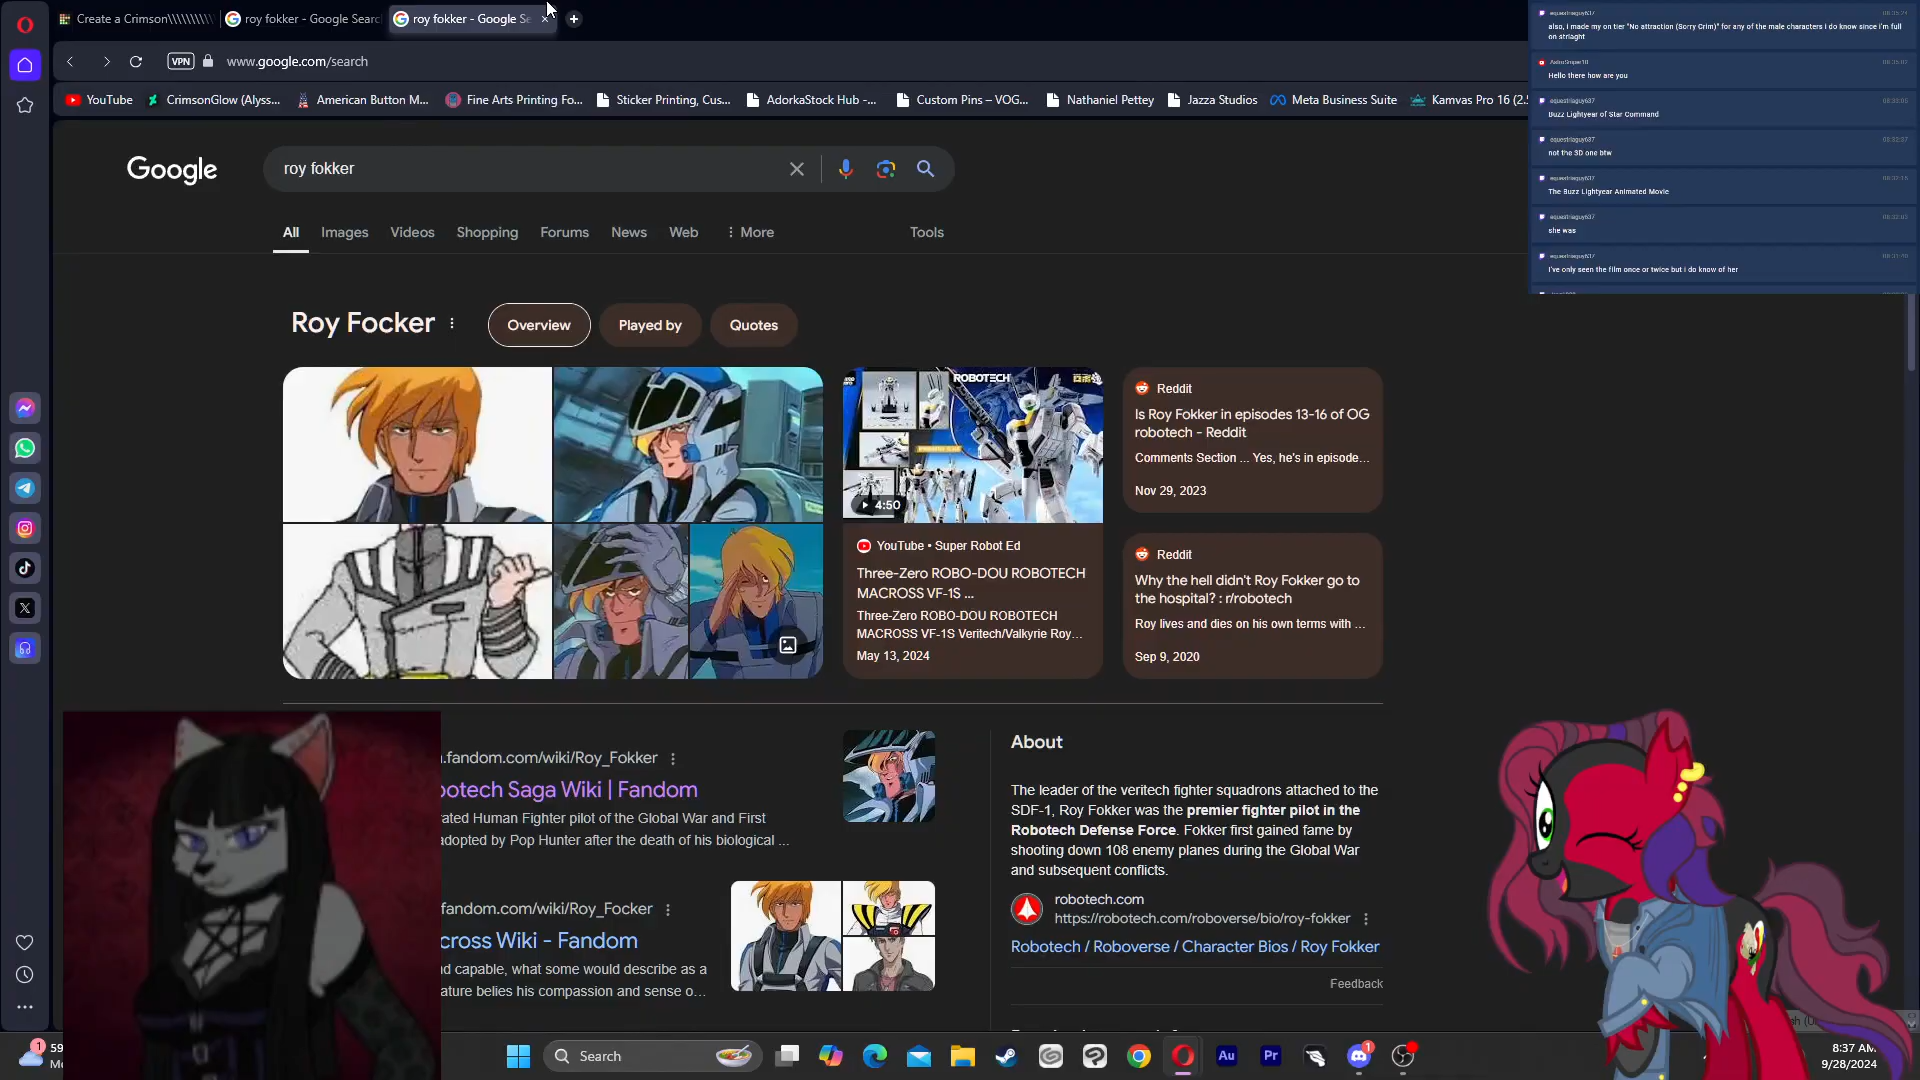 Create a Crimson\\\\\\\\\\
roy fokker - Google Searc
roy fokker - Google Se
also, i made my on tier "No attraction (Sorry Crim)" for any of the male characters I do know since i'm full
on striaght
AstroSniper10
Hello there how are you
equestriaguy637
Buzz Lightyear of Star Command
equestriaguy637
not the 3D one btw
equestriaguy637
The Buzz Lightyear Animated Movie
equestriaguy637
she was
equestriaguy637
I've only seen the film once or twice but i do know of her
VPN
www.google.com/search
YouTube
CrimsonGlow (Alyss...
American Button M...
Fine Arts Printing Fo...
Sticker Printing, Cus...
AdorkaStock Hub -...
Custom Pins – VOG...
Nathaniel Pettey
Jazza Studios
Meta Business Suite
Kamvas Pro 16 (2.5
Google
roy fokker
All
Images
Videos
Shopping
Forums
News
Web
More
Tools
Roy Focker
Overview
Played by
Quotes
ROBOTECH
4:50
YouTube • Super Robot Ed
Three-Zero ROBO-DOU ROBOTECH
MACROSS VF-1S ...
Three-Zero ROBO-DOU ROBOTECH
MACROSS VF-1S Veritech/Valkyrie Roy...
May 13, 2024
Reddit
Is Roy Fokker in episodes 13-16 of OG
robotech - Reddit
Comments Section ... Yes, he's in episode...
Nov 29, 2023
Reddit
Why the hell didn't Roy Fokker go to
the hospital? : r/robotech
Roy lives and dies on his own terms with ...
Sep 9, 2020
.fandom.com/wiki/Roy_Fokker
botech Saga Wiki | Fandom
rated Human Fighter pilot of the Global War and First
adopted by Pop Hunter after the death of his biological ...
fandom.com/wiki/Roy_Focker
cross Wiki - Fandom
d capable, what some would describe as a
ature belies his compassion and sense o...
About
The leader of the veritech fighter squadrons attached to the
SDF-1, Roy Fokker was the premier fighter pilot in the
Robotech Defense Force. Fokker first gained fame by
shooting down 108 enemy planes during the Global War
and subsequent conflicts.
robotech.com
https://robotech.com/roboverse/bio/roy-fokker
Robotech / Roboverse / Character Bios / Roy Fokker
Feedback
1
59
Search
Au
Pr
1
8:37 AM
9/28/2024